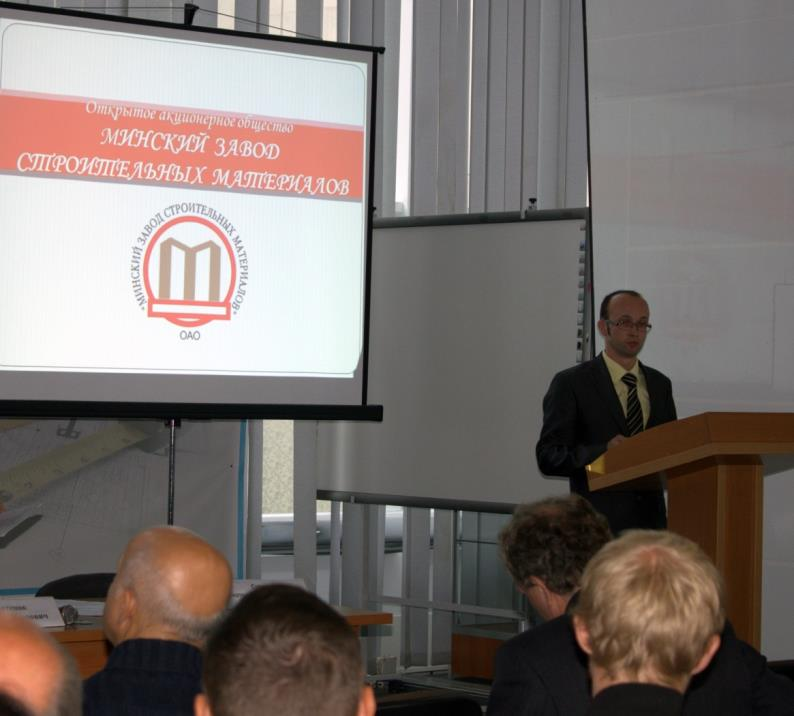 Открытое акционерное общество
МИНСКИЙ ЗАВОД
СТРОИТЕЛЬНЫХ МАТЕРИАЛОВ
"МИНСКИЙ ЗАВОД СТРОИТЕЛЬНЫХ МАТЕРИАЛОВ"
ОАО